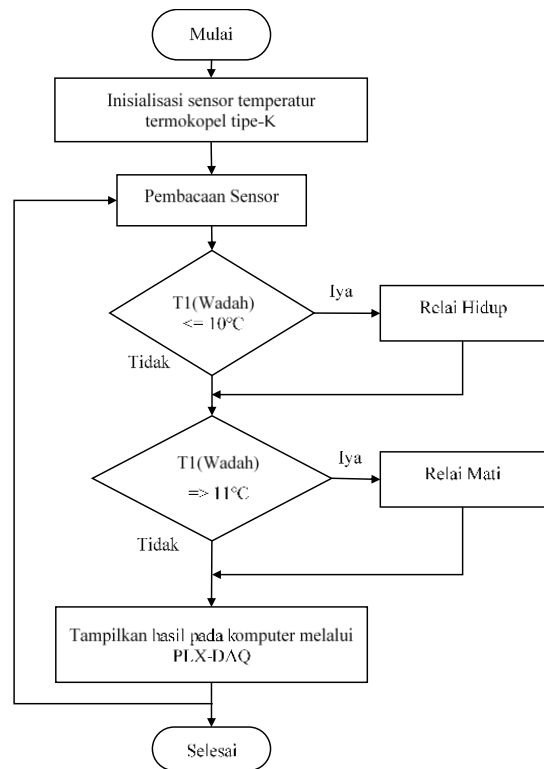 Mulai
Inisialisasi sensor temperatur
termokopel tipe-K
Pembacaan Sensor
T1(Wadah)
<= 10°C
Iya
Relai Hidup
Tidak
T1(Wadah)
=> 11°C
Iya
Relai Mati
Tidak
Tampilkan hasil pada komputer melalui
PLX-DAQ
Selesai